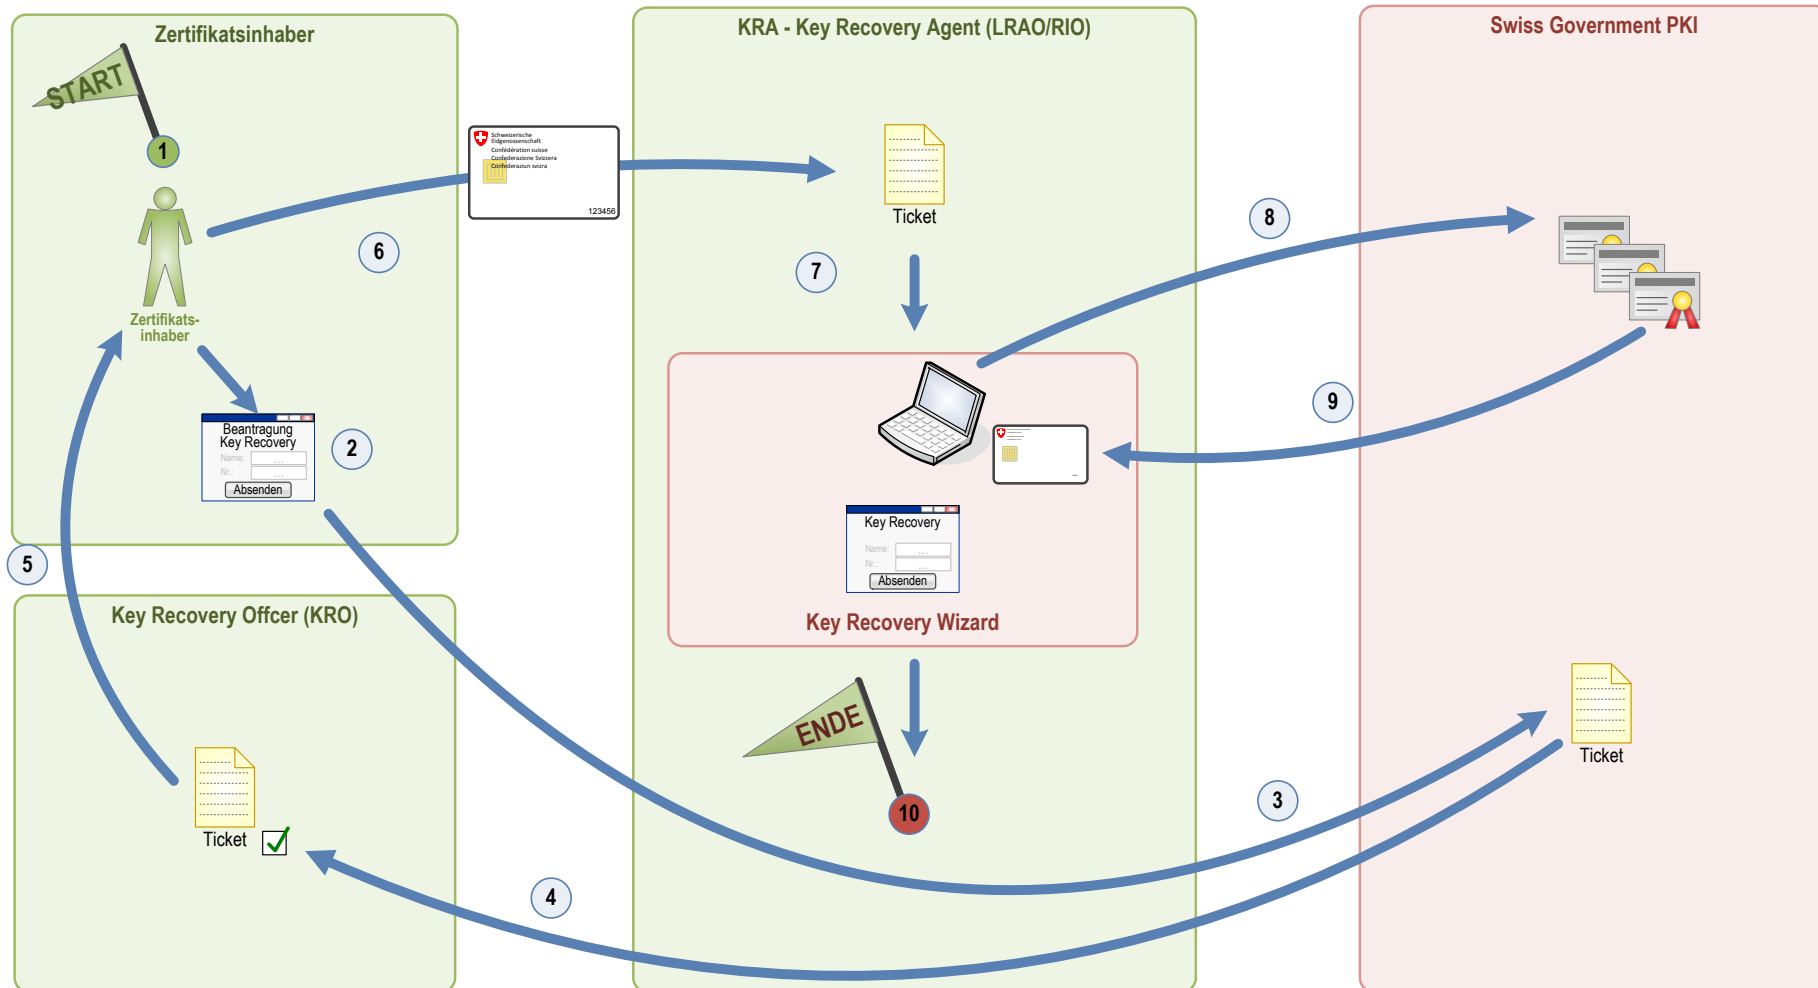 Zertifikatsinhaber
START
1
Zertifikats-
inhaber
Beantragung
Key Recovery
Name:
...
Nr.:
...
Absenden
2
5
6
Schweizerische
Eidgenossenschaft
Confédération suisse
Confederazione Svizzera
Confederaziun svizra
123456
Key Recovery Offcer (KRO)
Ticket
4
KRA - Key Recovery Agent (LRAO/RIO)
Ticket
7
Key Recovery
Name:
...
Nr.:
...
Absenden
Key Recovery Wizard
ENDE
10
8
9
3
Swiss Government PKI
Ticket